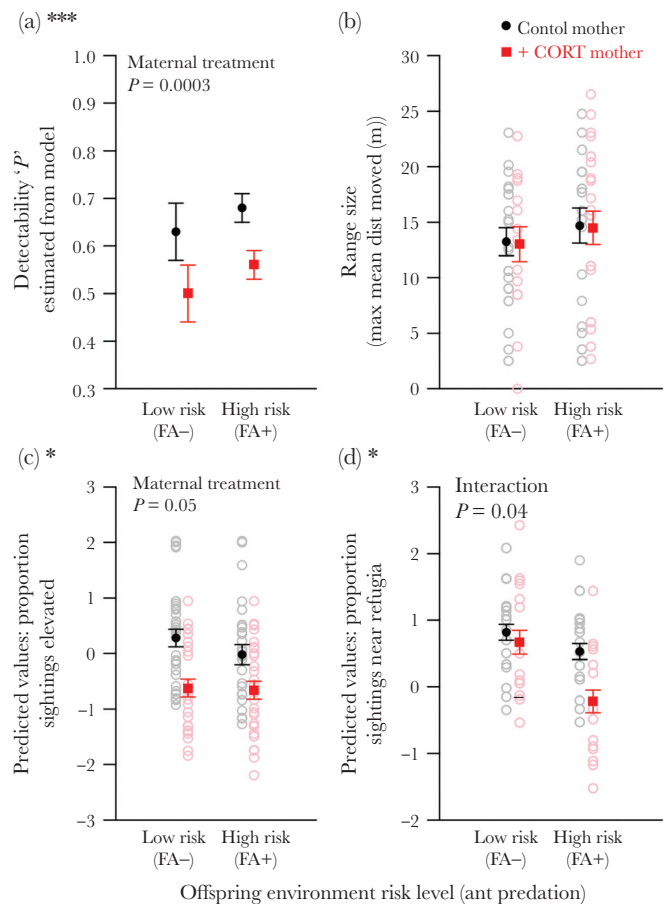 (a) ***
Maternal treatment
P = 0.0003
Detectability ‘P’
estimated from model
1.0
0.9
0.8
0.7
0.6
0.5
0.4
0.3
Low risk
(FA–)
High risk
(FA+)
(b)
Contol mother
+ CORT mother
Range size
(max mean dist moved (m))
30
25
20
15
10
5
0
Low risk
(FA–)
High risk
(FA+)
(c) *
Maternal treatment
P = 0.05
Predicted values: proportion
sightings elevated
3
2
1
0
–1
–2
–3
Low risk
(FA–)
High risk
(FA+)
(d) *
Interaction
P = 0.04
Predicted values: proportion
sightings near refugia
3
2
1
0
–1
–2
Low risk
(FA–)
High risk
(FA+)
Offspring environment risk level (ant predation)